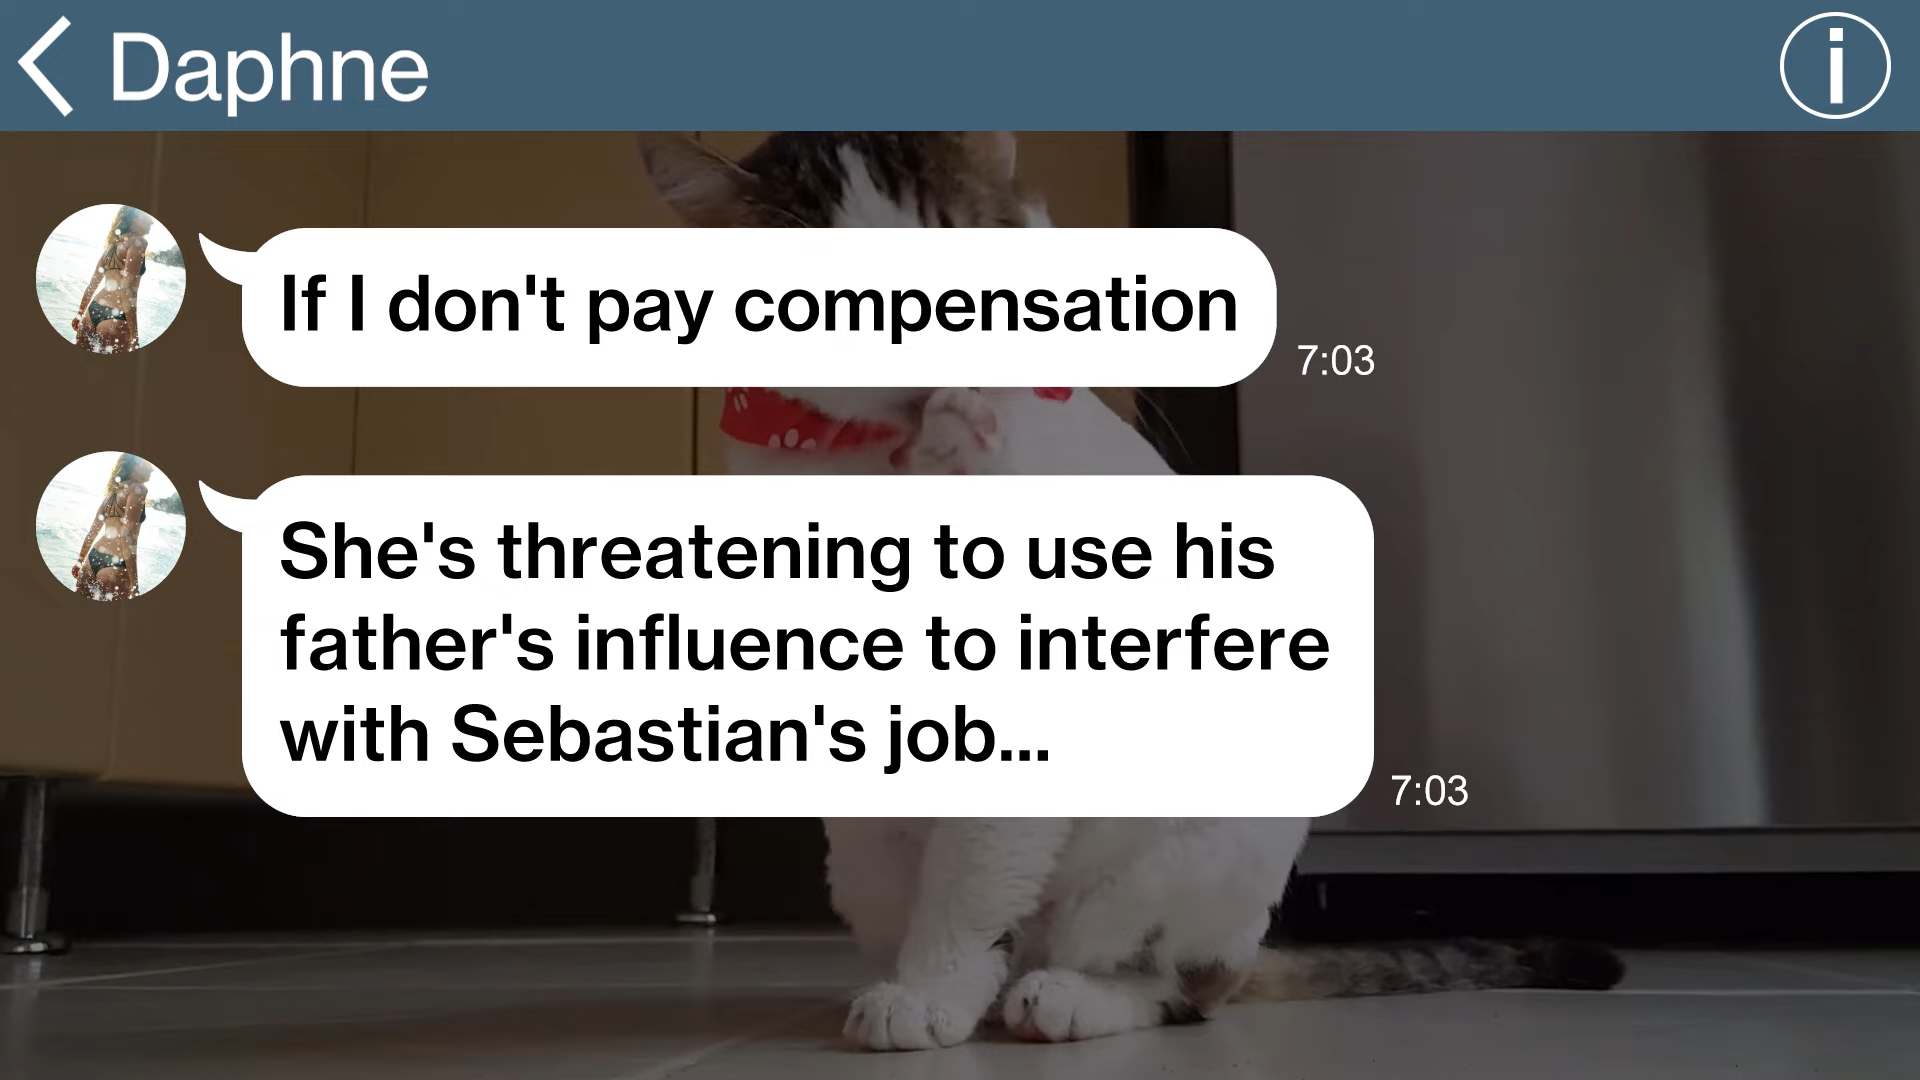 Daphne
i
If I don't pay compensation
7:03
She's threatening to use his
father's influence to interfere
with Sebastian's job...
7:03